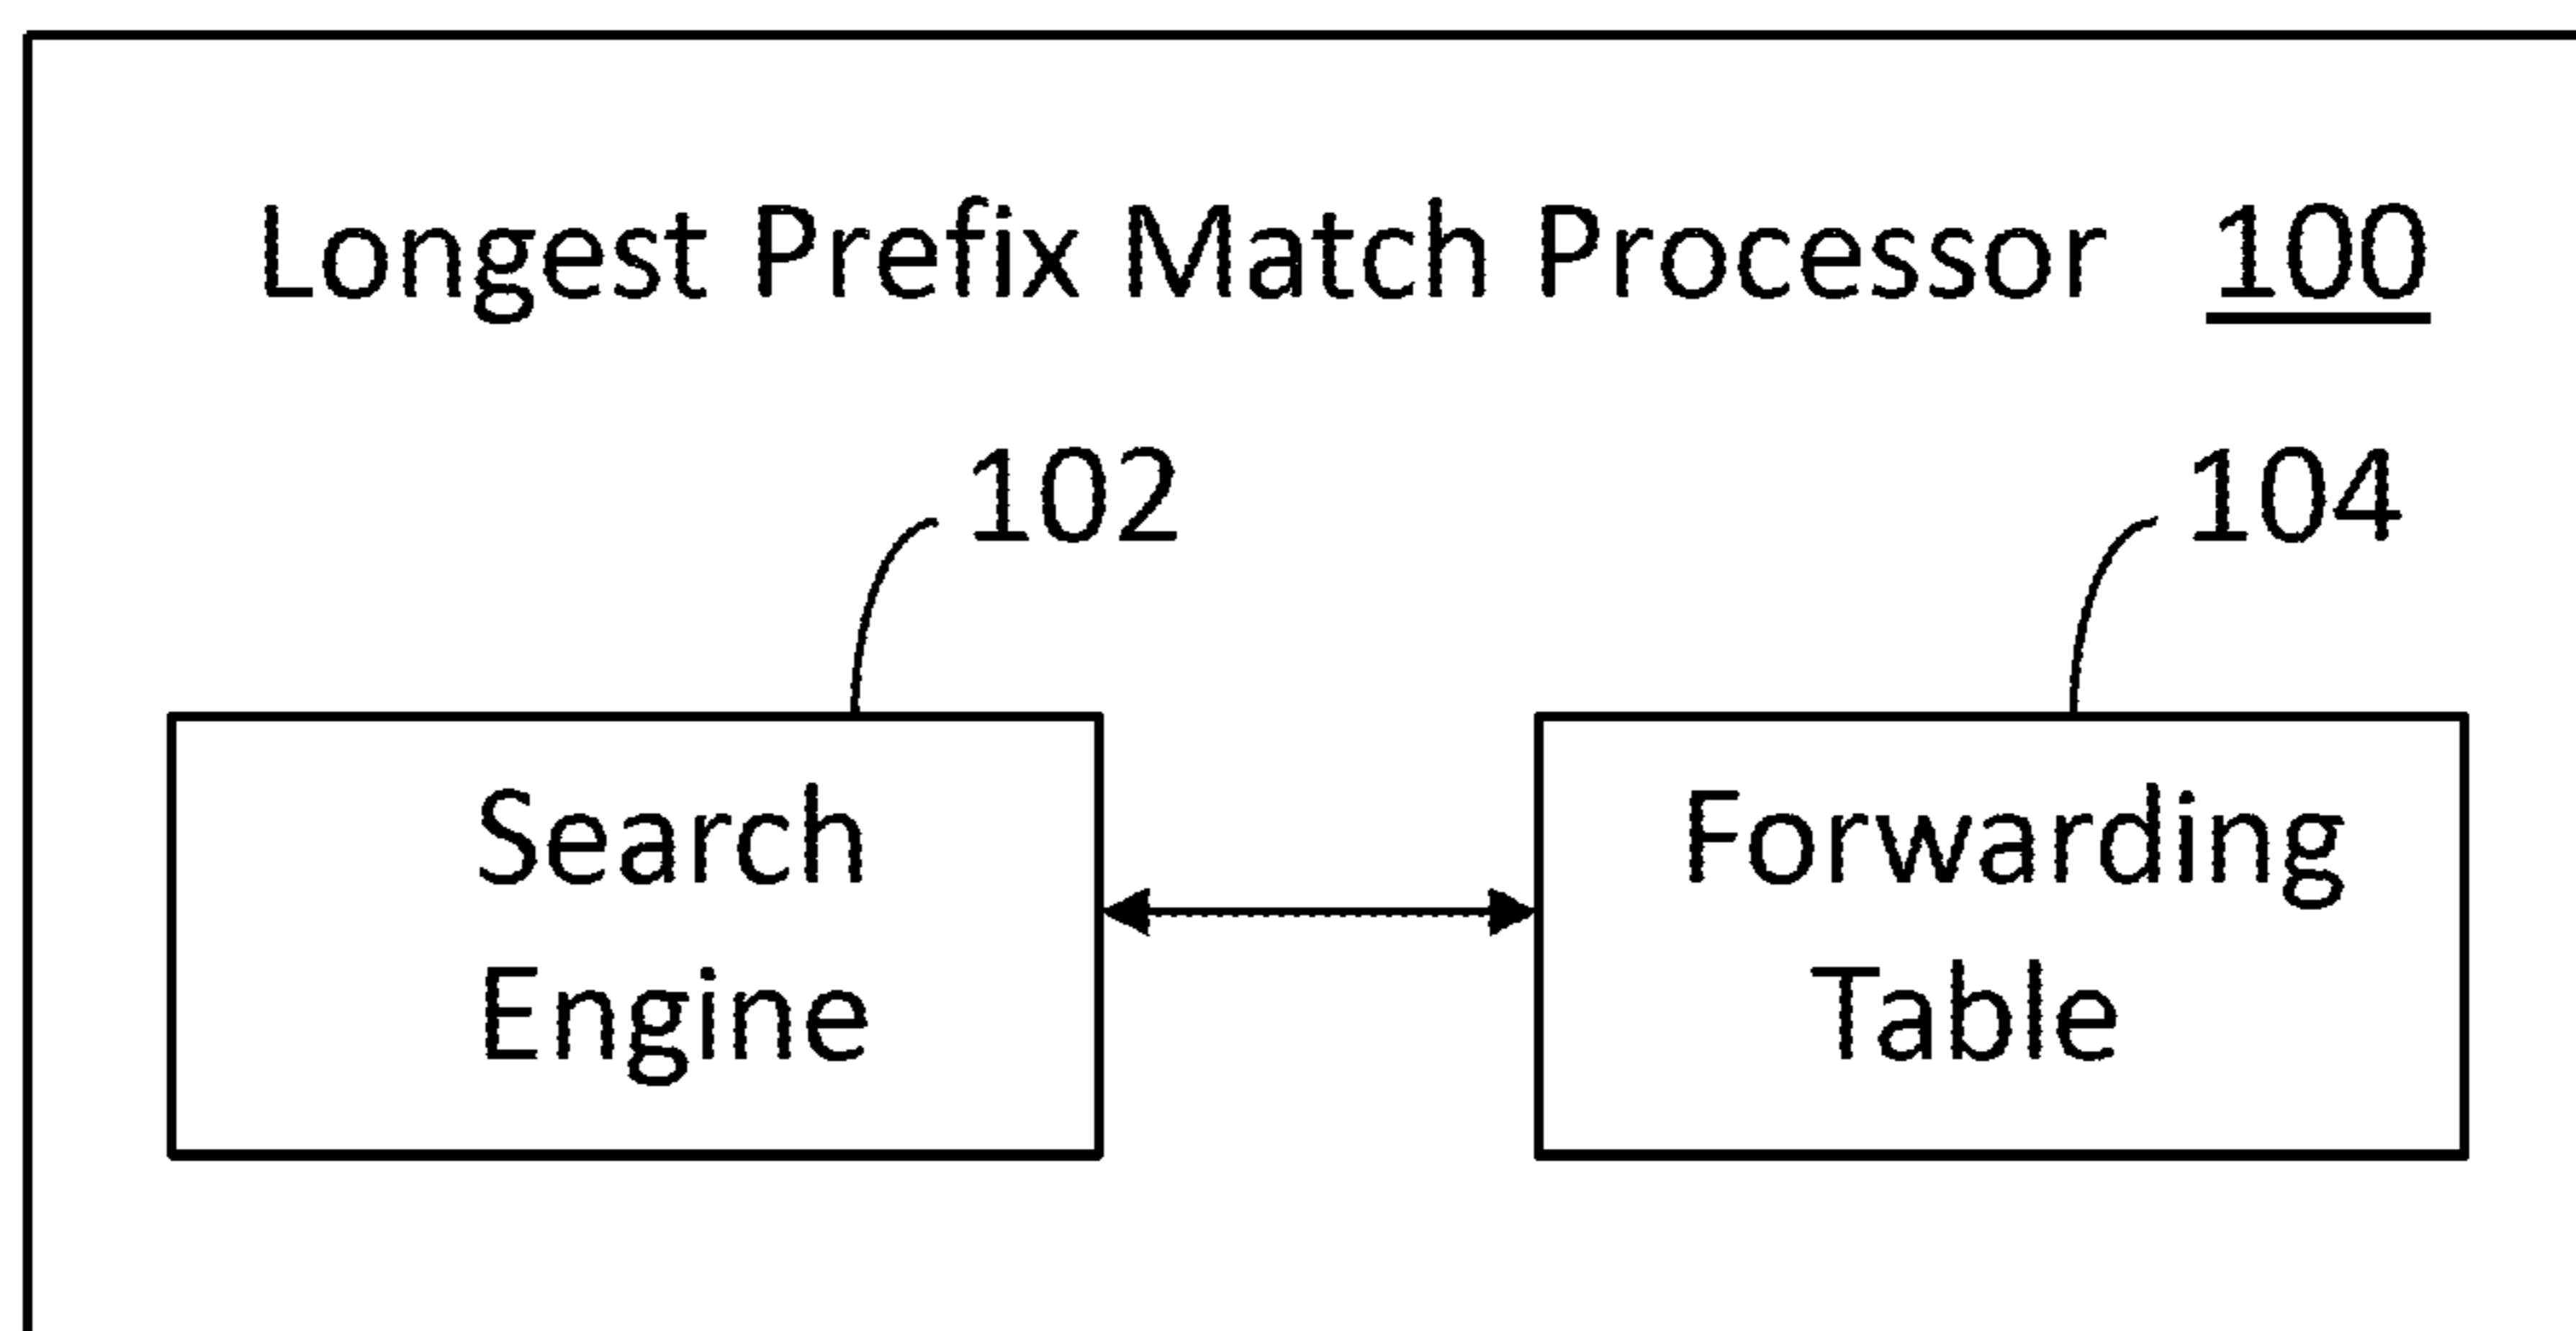 Longest Prefix Match Processor 100
102
104
Search
Engine
Forwarding
Table